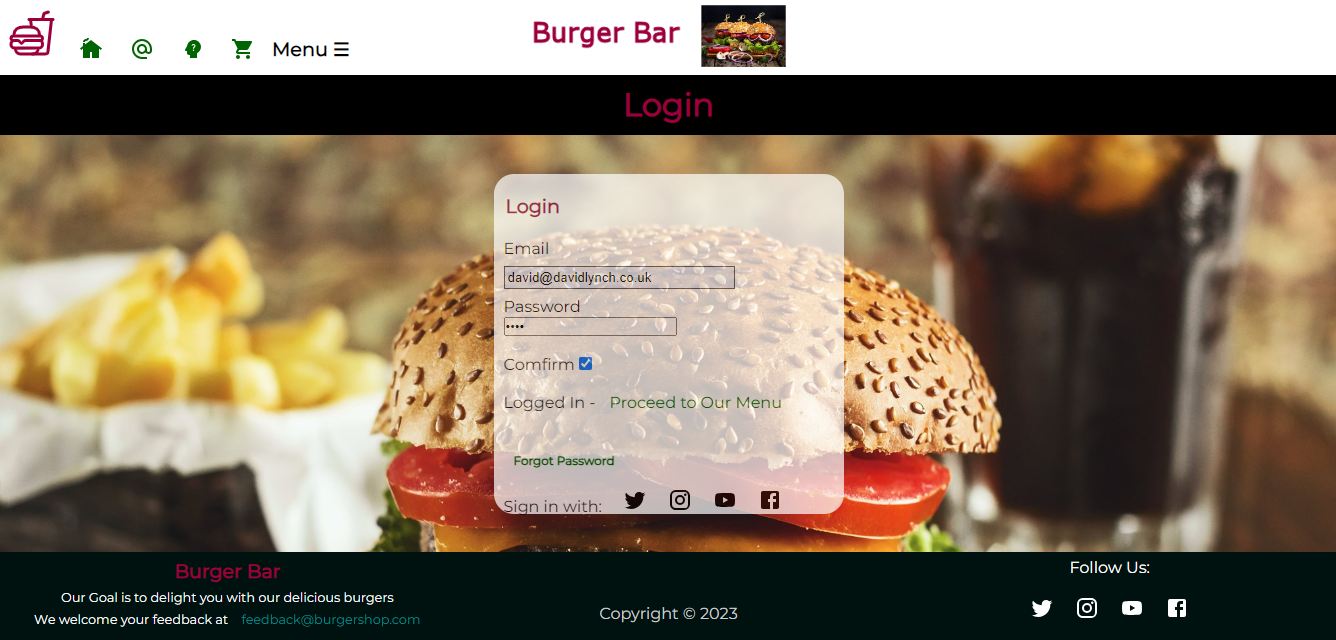 Menu ☰
Burger Bar
Login
Login
Email
david@davidlynch.co.uk
Password
••••
Comfirm
Logged In - Proceed to Our Menu
Forgot Password
Sign in with:
Burger Bar
Our Goal is to delight you with our delicious burgers
We welcome your feedback at feedback@burgershop.com
Copyright © 2023
Follow Us: